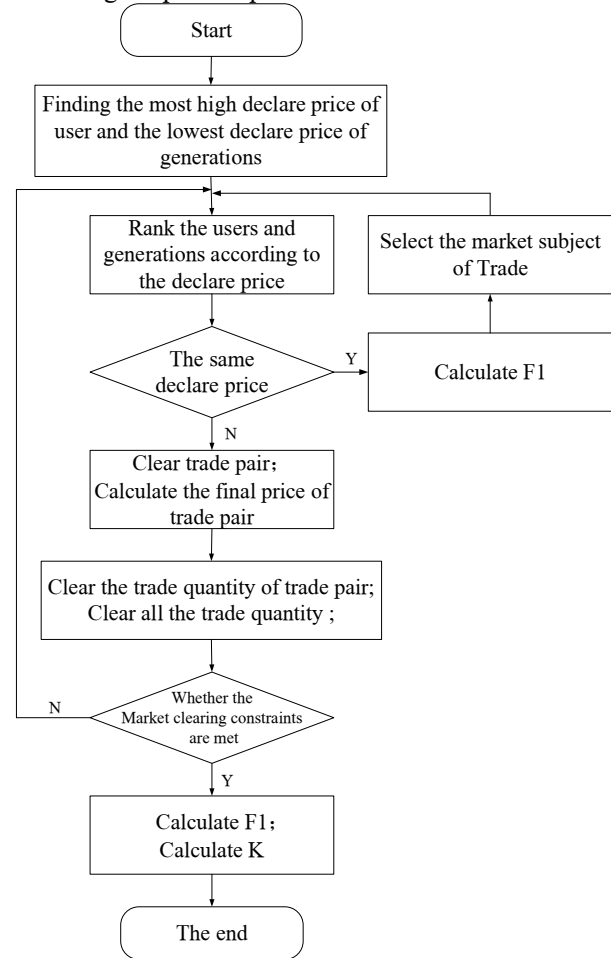 Start
Finding the most high declare price of
user and the lowest declare price of
generations
Rank the users and
generations according to
the declare price
Select the market subject
of Trade
The same
declare price
Y
Calculate F1
N
Clear trade pair；
Calculate the final price of
trade pair
Clear the trade quantity of trade pair;
Clear all the trade quantity ;
Whether the
Market clearing constraints
are met
N
Y
Calculate F1；
Calculate K
The end